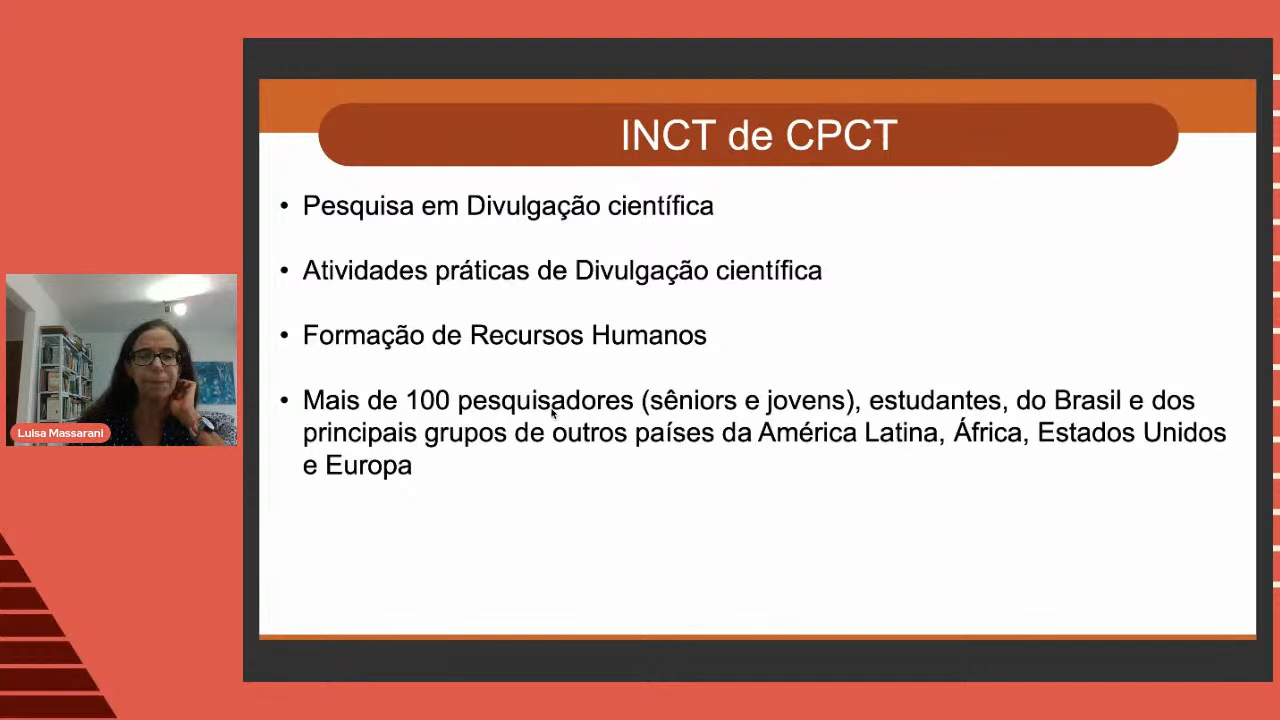 INCT de CPCT
• Pesquisa em Divulgação científica
• Atividades práticas de Divulgação científica
• Formação de Recursos Humanos
• Mais de 100 pesquisadores (sêniors e jovens), estudantes, do Brasil e dos
principais grupos de outros países da América Latina, África, Estados Unidos
e Europa
Luisa Massarani